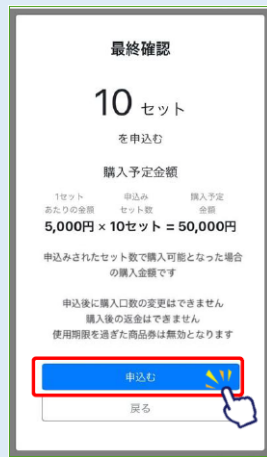 最終確認
10 セット
を申込む
購入予定金額
1セット 申込み 購入予定
あたりの金額 セット数 金額
5,000円 × 10セット = 50,000円
申込みされたセット数で購入可能となった場合
の購入金額です
申込後に購入口数の変更はできません
購入後の返金はできません
使用期限を過ぎた商品券は無効となります
申込む
戻る